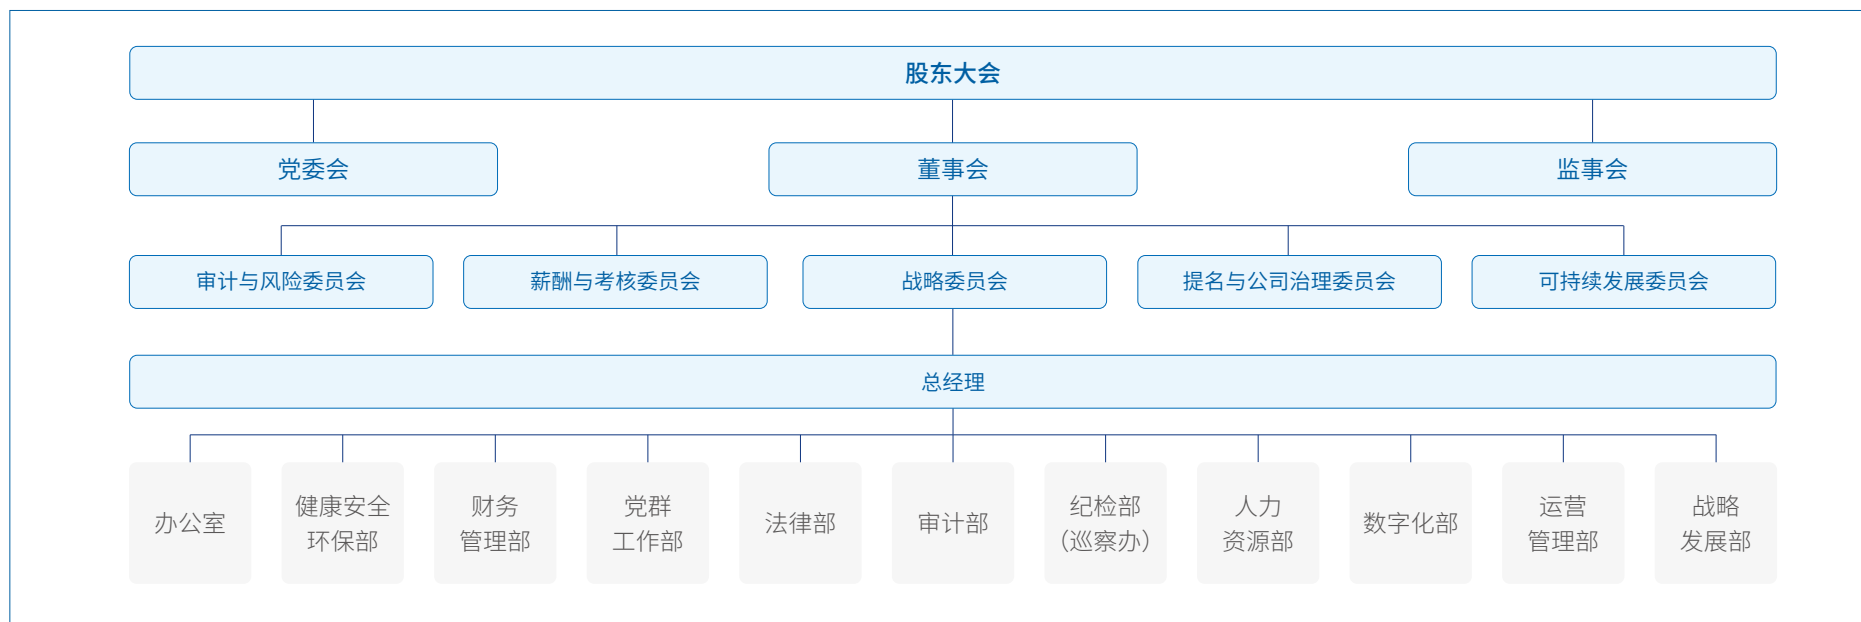 股东大会
党委会
董事会
监事会
审计与风险委员会
薪酬与考核委员会
战略委员会
提名与公司治理委员会
可持续发展委员会
总经理
办公室
健康安全
环保部
财务
管理部
党群
工作部
法律部
审计部
纪检部
（巡察办）
人力
资源部
数字化部
运营
管理部
战略
发展部